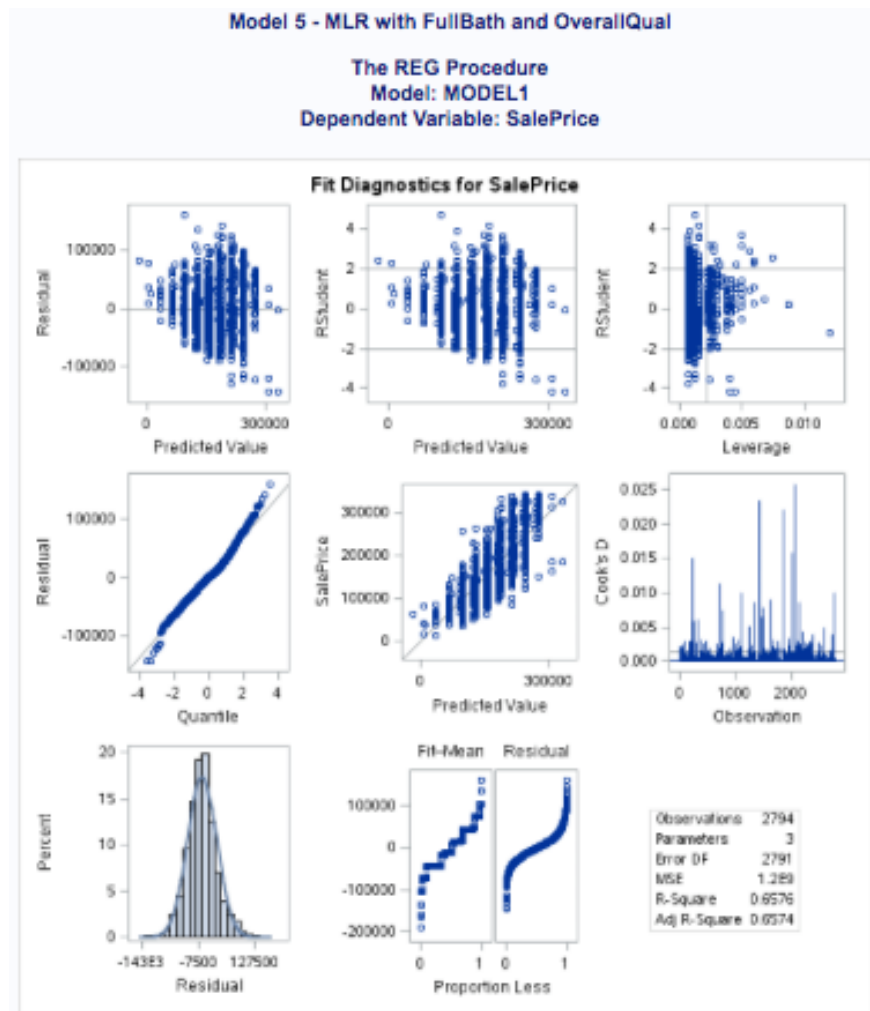 Model 5 - MLR with FullBath and OverallQual
The REG Procedure
Model: MODEL1
Dependent Variable: SalePrice
Fit Diagnostics for SalePrice
Residual
100000
0
-100000
0
300000
Predicted Value
RStudent
4
2
0
-2
-4
0
300000
Predicted Value
RStudent
4
2
0
-2
-4
0.000
0.005
0.010
Leverage
Residual
100000
0
-100000
-4
-2
0
2
4
Quantile
SalePrice
300000
200000
100000
0
0
300000
Predicted Value
Cook's D
0.025
0.020
0.015
0.010
0.005
0.000
0
1000
2000
Observation
Percent
20
15
10
5
0
-143E3
-7500
127500
Residual
Fit–Mean
Residual
100000
0
-100000
-200000
0
1
0
1
Proportion Less
Observations 2794
Parameters 3
Error DF 2791
MSE 1.2E9
R-Square 0.6576
Adj R-Square 0.6574